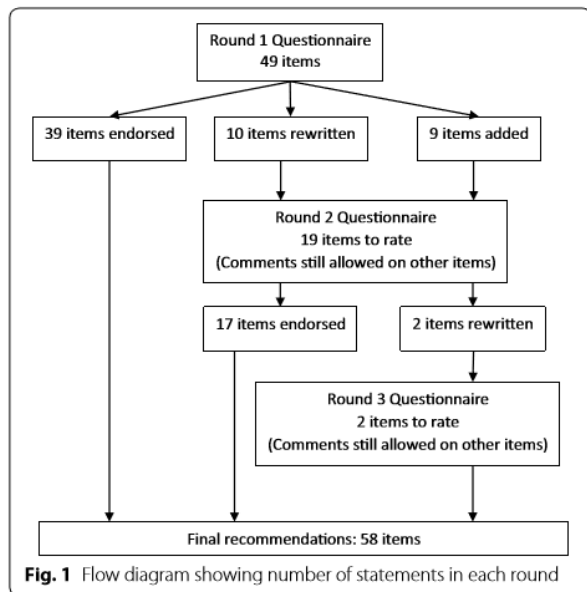 Round 1 Questionnaire
49 items
39 items endorsed
10 items rewritten
9 items added
Round 2 Questionnaire
19 items to rate
(Comments still allowed on other items)
17 items endorsed
2 items rewritten
Round 3 Questionnaire
2 items to rate
(Comments still allowed on other items)
Final recommendations: 58 items
Fig. 1 Flow diagram showing number of statements in each round